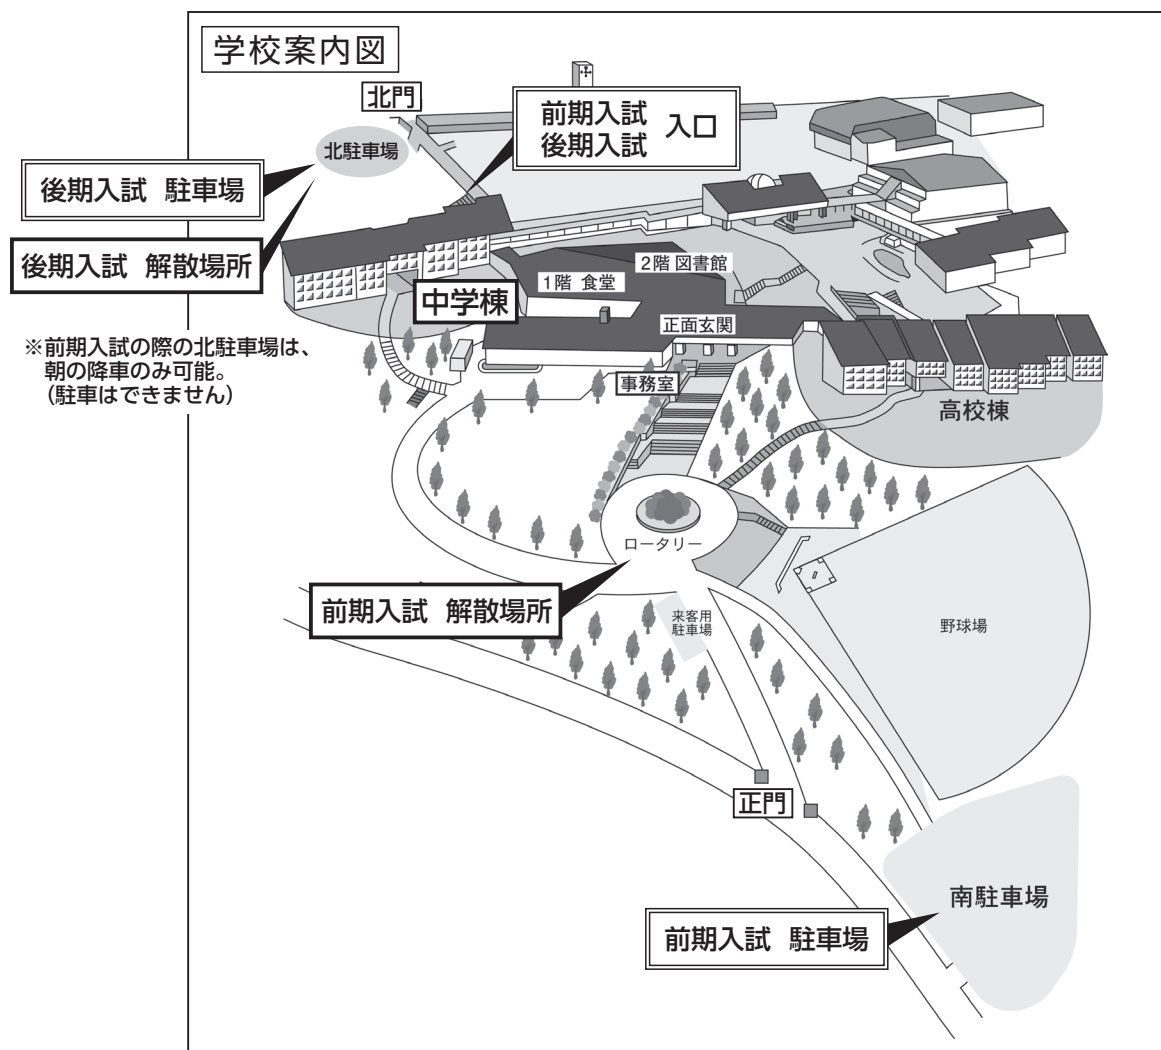 学校案内図
北門
前期入試
後期入試
入口
北駐車場
後期入試 駐車場
後期入試 解散場所
2階 図書館
1階 食堂
中学棟
正面玄関
※前期入試の際の北駐車場は、
朝の降車のみ可能。
(駐車はできません)
事務室
高校棟
ロータリー
前期入試 解散場所
来客用
駐車場
野球場
正門
南駐車場
前期入試 駐車場